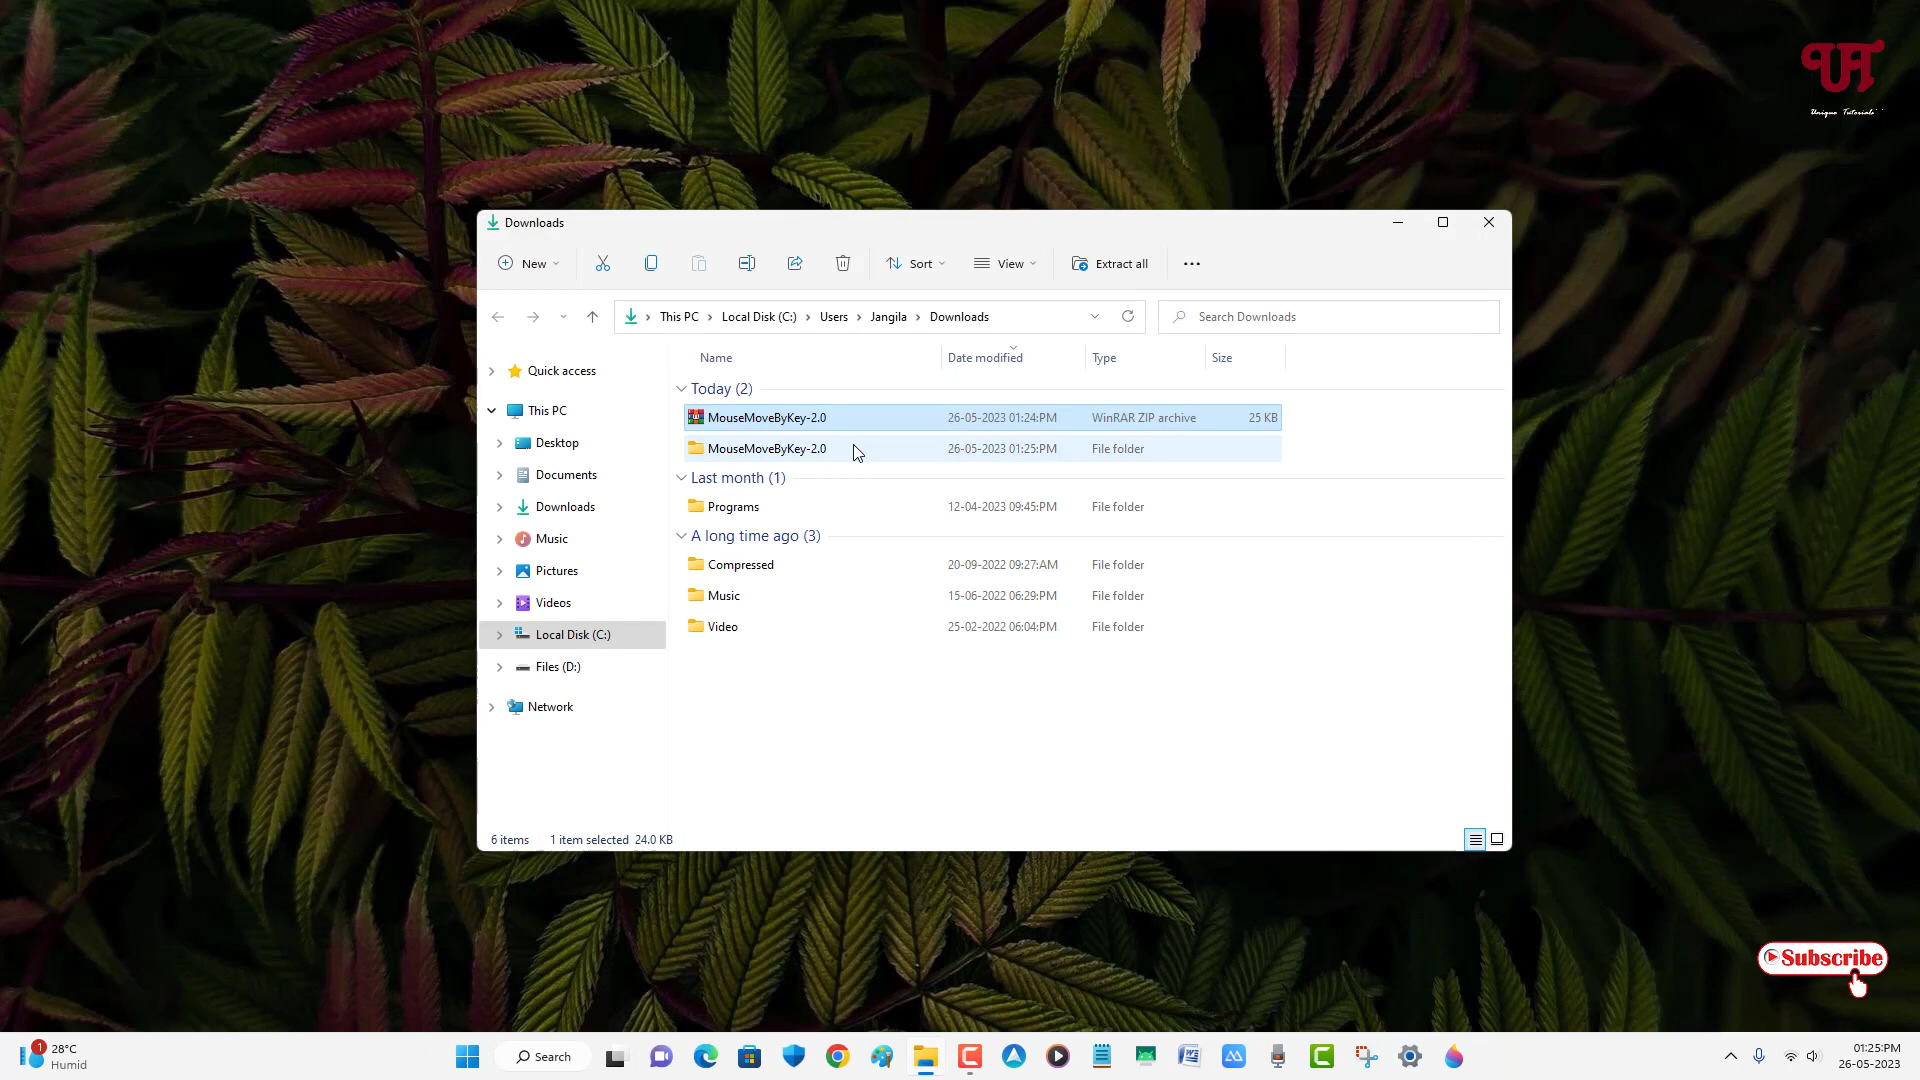 Unique Tutorials
Downloads
New
Sort
View
Extract all
This PC > Local Disk (C:) > Users > Jangila > Downloads
Search Downloads
Name Date modified Type Size
Quick access
This PC
Desktop
Documents
Downloads
Music
Pictures
Videos
Local Disk (C:)
Files (D:)
Network
Today (2)
MouseMoveByKey-2.0 26-05-2023 01:24:PM WinRAR ZIP archive 25 KB
MouseMoveByKey-2.0 26-05-2023 01:25:PM File folder
Last month (1)
Programs 12-04-2023 09:45:PM File folder
A long time ago (3)
Compressed 20-09-2022 09:27:AM File folder
Music 15-06-2022 06:29:PM File folder
Video 25-02-2022 06:04:PM File folder
6 items 1 item selected 24.0 KB
Subscribe
1
28°C
Humid
Search
01:25:PM
26-05-2023